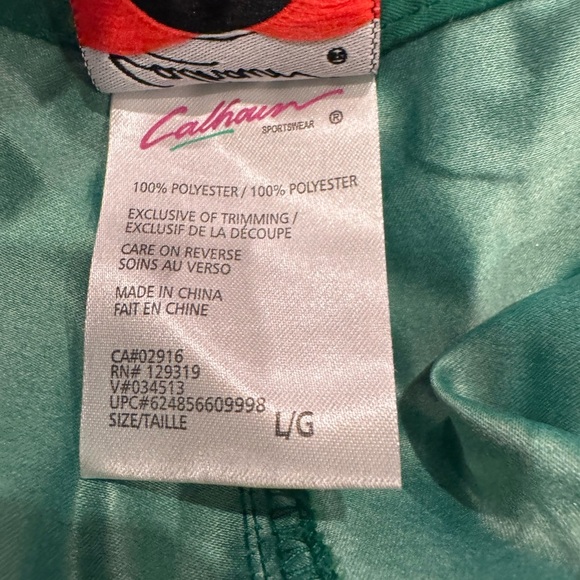 Calhoun
SPORTSWEAR ®
100% POLYESTER / 100% POLYESTER
EXCLUSIVE OF TRIMMING /
EXCLUSIF DE LA DÉCOUPE
CARE ON REVERSE
SOINS AU VERSO
MADE IN CHINA
FAIT EN CHINE
CA#02916
RN# 129319
V#034513
UPC#624856609998
SIZE/TAILLE L/G